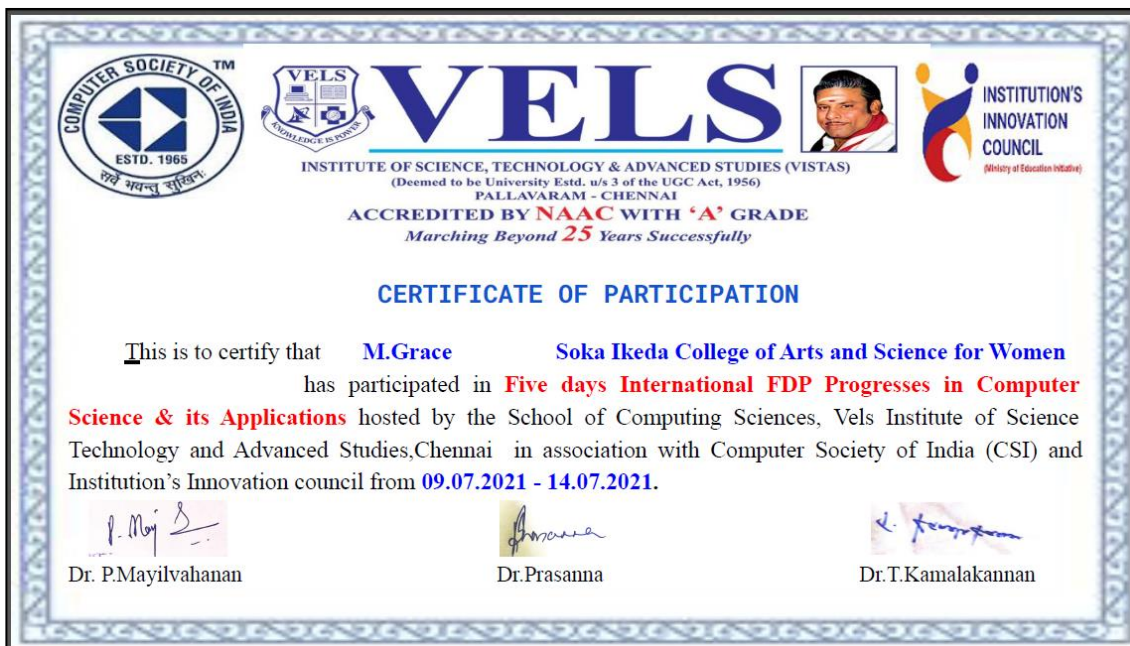 COMPUTER SOCIETY OF INDIA
TM
ESTD. 1965
सर्वे भवन्तु सुखिनः
VELS
KNOWLEDGE IS POWER
VELS
INSTITUTION'S
INNOVATION
COUNCIL
(Ministry of Education Initiative)
INSTITUTE OF SCIENCE, TECHNOLOGY & ADVANCED STUDIES (VISTAS)
(Deemed to be University Estd. u/s 3 of the UGC Act, 1956)
PALLAVARAM - CHENNAI
ACCREDITED BY NAAC WITH ‘A’ GRADE
Marching Beyond 25 Years Successfully
CERTIFICATE OF PARTICIPATION
This is to certify that M.Grace Soka Ikeda College of Arts and Science for Women
has participated in Five days International FDP Progresses in Computer
Science & its Applications hosted by the School of Computing Sciences, Vels Institute of Science
Technology and Advanced Studies,Chennai in association with Computer Society of India (CSI) and
Institution’s Innovation council from 09.07.2021 - 14.07.2021.
Prasanna
Dr. P.Mayilvahanan Dr.Prasanna Dr.T.Kamalakannan